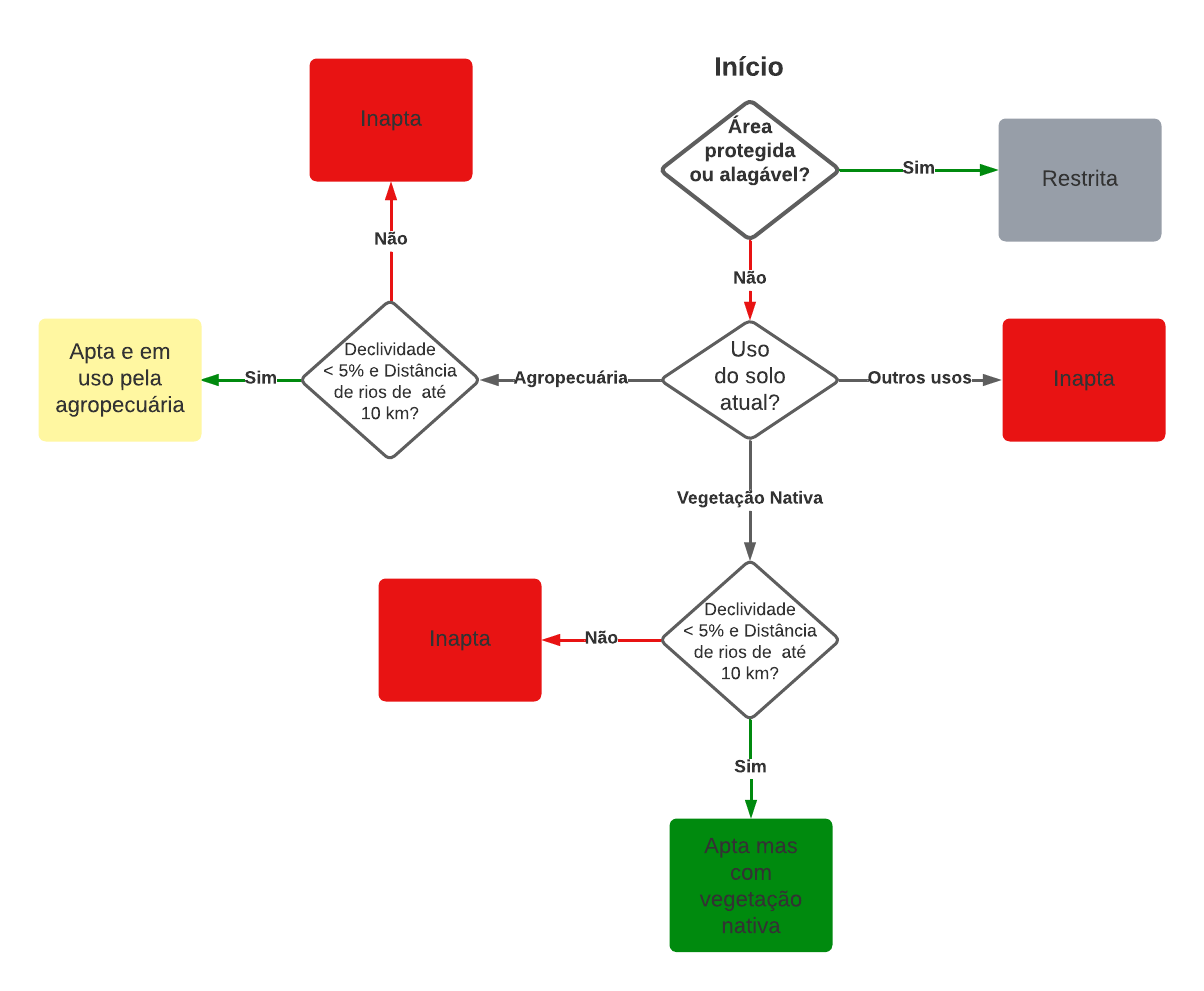 Início
Área
protegida
ou alagável?
Sim
Restrita
Não
Uso
do solo
atual?
Outros usos
Inapta
Agropecuária
Declividade
< 5% e Distância
de rios de até
10 km?
Não
Inapta
Sim
Apta e em
uso pela
agropecuária
Vegetação Nativa
Declividade
< 5% e Distância
de rios de até
10 km?
Não
Inapta
Sim
Apta mas
com
vegetação
nativa